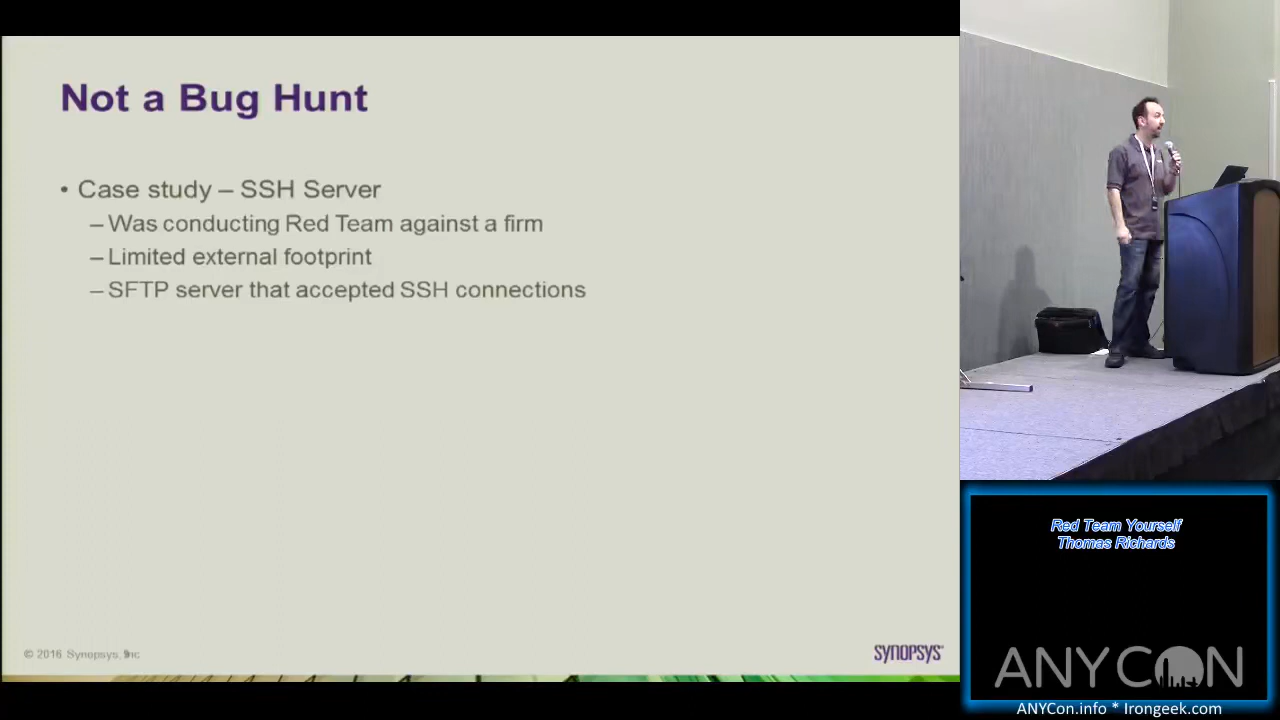 Not a Bug Hunt
• Case study – SSH Server
– Was conducting Red Team against a firm
– Limited external footprint
– SFTP server that accepted SSH connections
© 2016 Synopsys, Inc
SYNOPSYS
Red Team Yourself
Thomas Richards
ANYCON
ANYCon.info * Irongeek.com